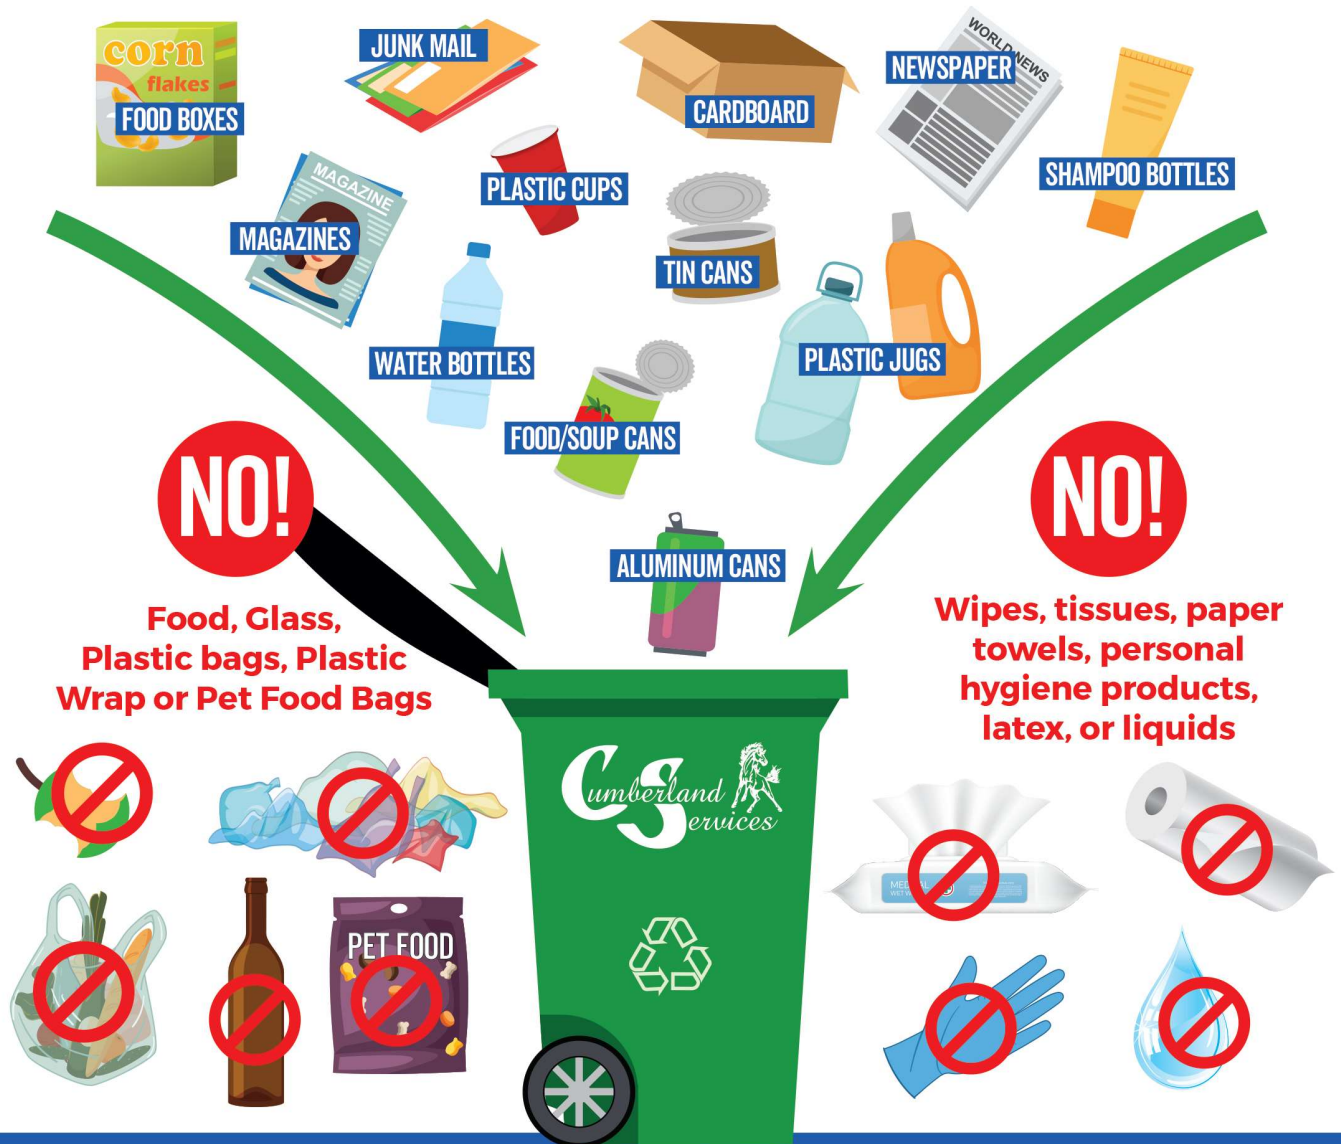 corn
flakes
FOOD BOXES
JUNK MAIL
CARDBOARD
WORLD NEWS
NEWSPAPER
SHAMPOO BOTTLES
MAGAZINE
MAGAZINES
PLASTIC CUPS
TIN CANS
WATER BOTTLES
PLASTIC JUGS
FOOD/SOUP CANS
ALUMINUM CANS
NO!
Food, Glass,
Plastic bags, Plastic
Wrap or Pet Food Bags
NO!
Wipes, tissues, paper
towels, personal
hygiene products,
latex, or liquids
Cumberland
Services
PET FOOD